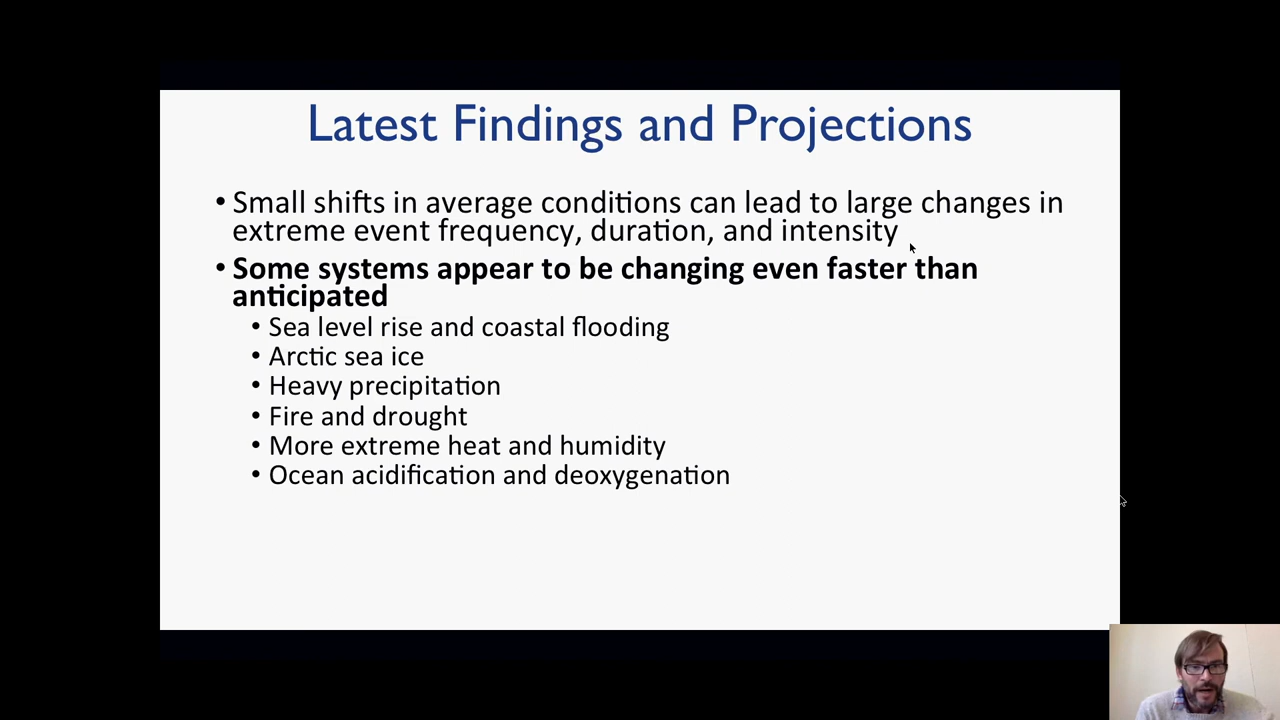 Latest Findings and Projections
• Small shifts in average conditions can lead to large changes in
extreme event frequency, duration, and intensity
• Some systems appear to be changing even faster than
anticipated
• Sea level rise and coastal flooding
• Arctic sea ice
• Heavy precipitation
• Fire and drought
• More extreme heat and humidity
• Ocean acidification and deoxygenation